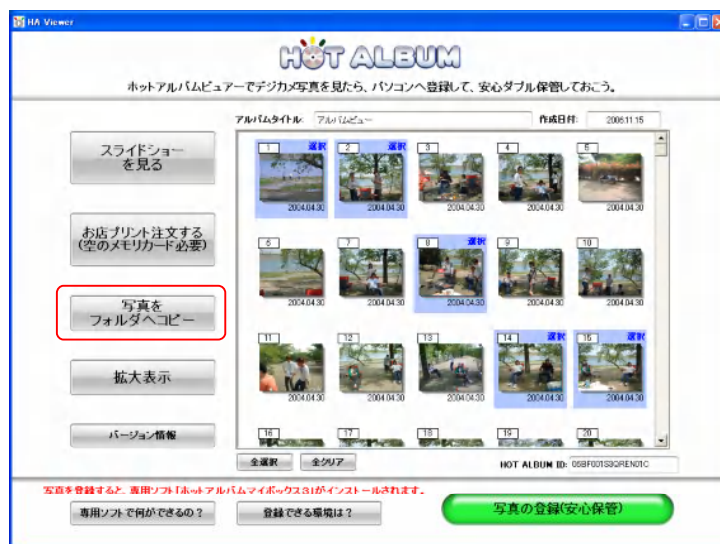 HA Viewer
HOT ALBUM
ホットアルバムビュアーでデジカメ写真を見たら、パソコンへ登録して、安心ダブル保管しておこう。
アルバムタイトル: アルバムビュー 作成日付: 2006.11.15
スライドショー
を見る
お店プリント注文する
(空のメモリカード必要)
写真を
フォルダへコピー
拡大表示
バージョン情報
1 選択 2 選択 3 4 5
2004.04.30 2004.04.30 2004.04.30 2004.04.30 2004.04.30
6 7 8 選択 9 10
2004.04.30 2004.04.30 2004.04.30 2004.04.30 2004.04.30
11 12 13 14 選択 15 選択
2004.04.30 2004.04.30 2004.04.30 2004.04.30 2004.04.30
16 17 18 19 20
全選択 全クリア HOT ALBUM ID:
写真を登録すると、専用ソフト「ホットアルバムマイボックス3」がインストールされます。
専用ソフトで何ができるの? 登録できる環境は? 写真の登録(安心保管)